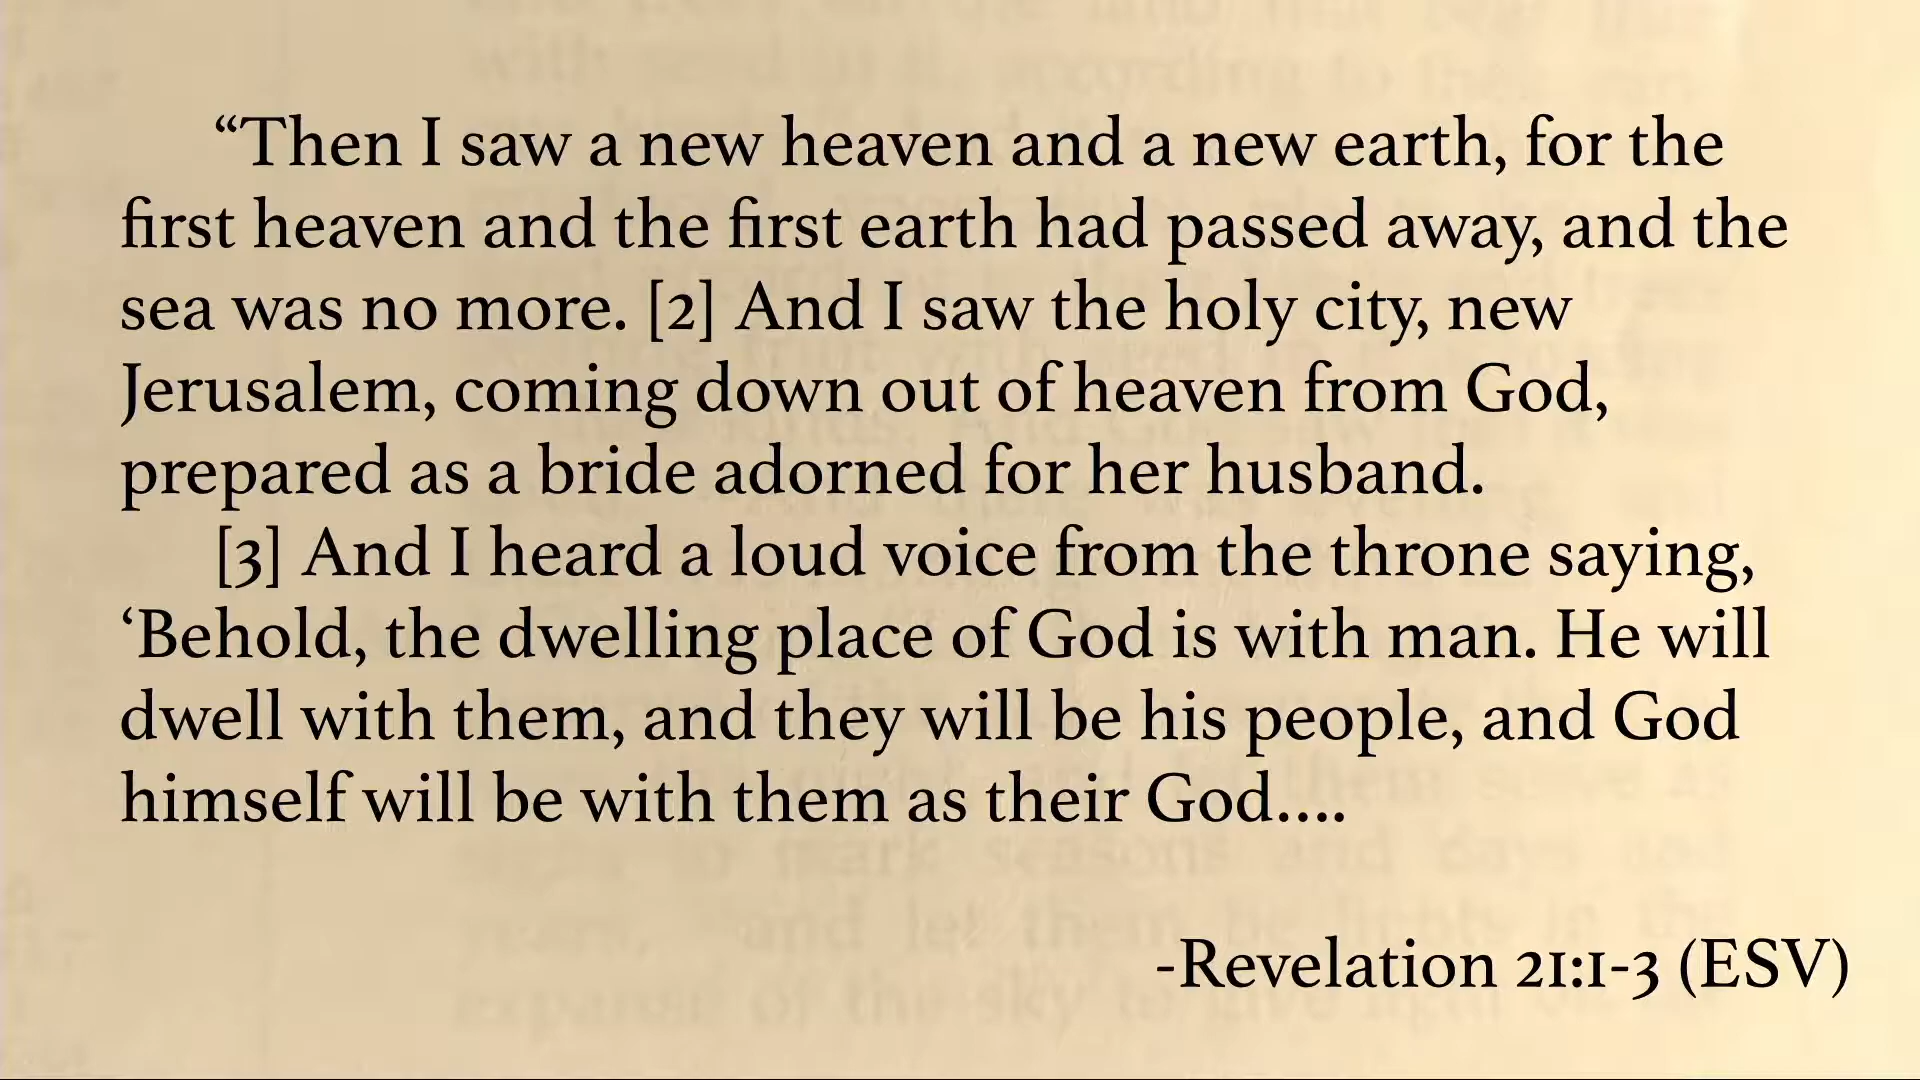 “Then I saw a new heaven and a new earth, for the
first heaven and the first earth had passed away, and the
sea was no more. [2] And I saw the holy city, new
Jerusalem, coming down out of heaven from God,
prepared as a bride adorned for her husband.
[3] And I heard a loud voice from the throne saying,
‘Behold, the dwelling place of God is with man. He will
dwell with them, and they will be his people, and God
himself will be with them as their God....
-Revelation 21:1-3 (ESV)